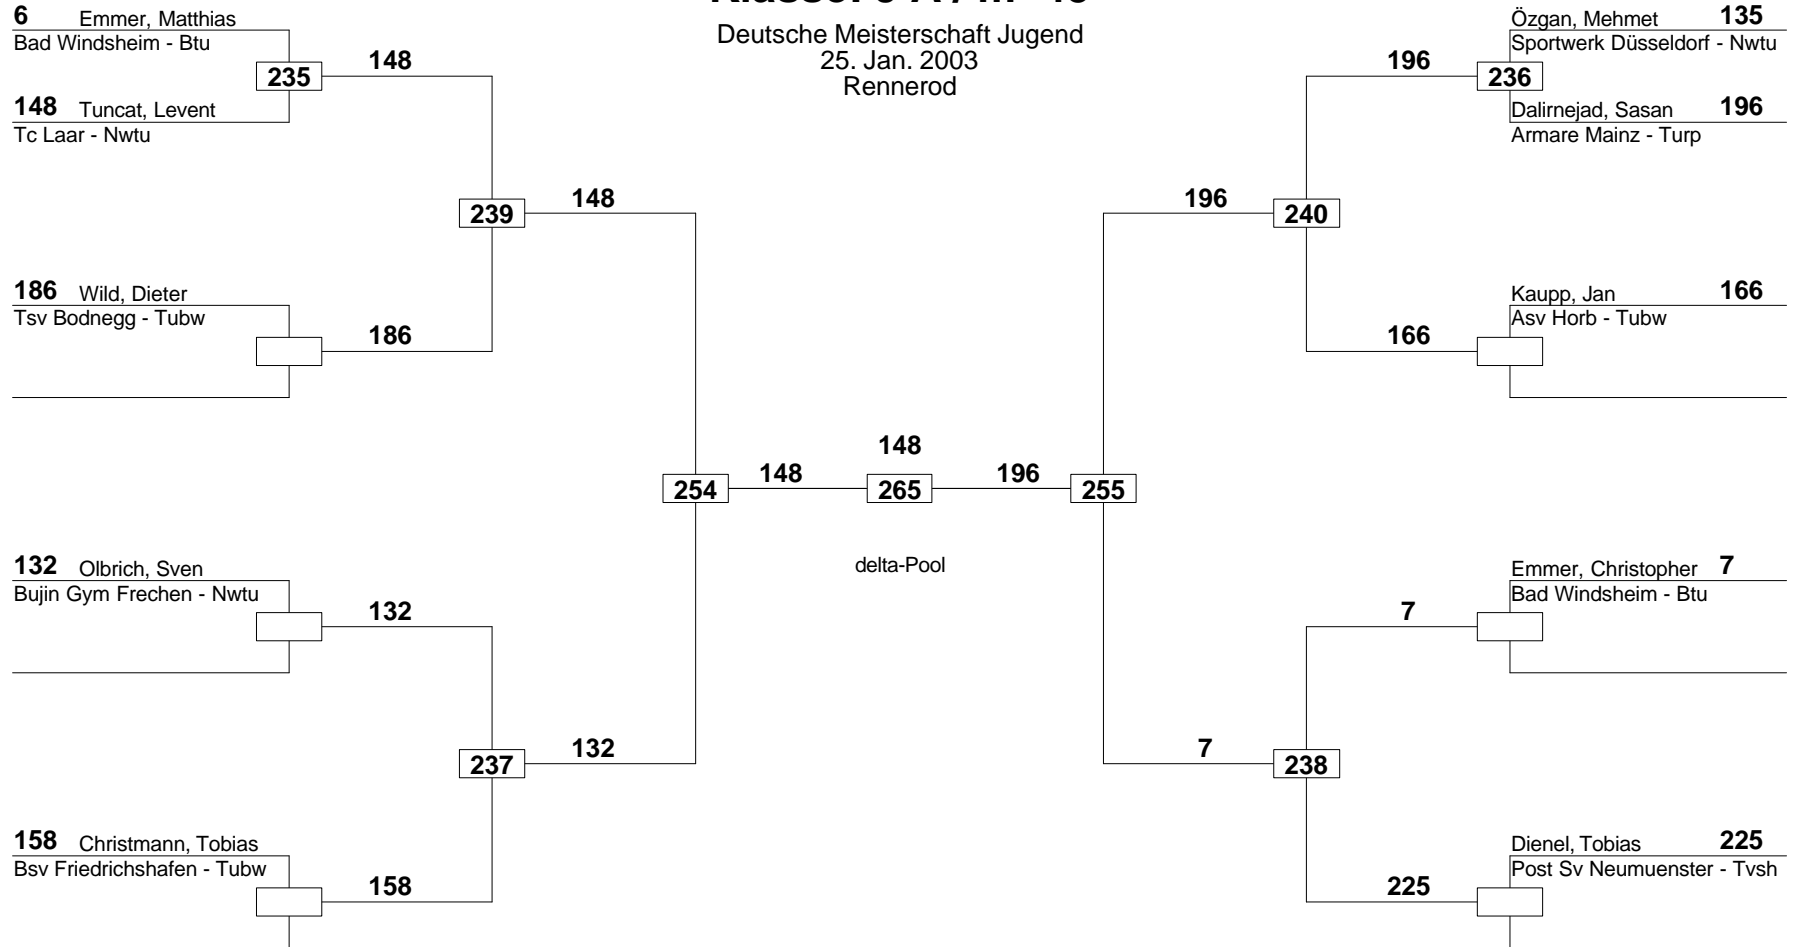 6 Emmer, Matthias
Bad Windsheim - Btu
235
148
148 Tuncat, Levent
Tc Laar - Nwtu
239
148
186 Wild, Dieter
Tsv Bodnegg - Tubw
186
132 Olbrich, Sven
Bujin Gym Frechen - Nwtu
132
237
132
158 Christmann, Tobias
Bsv Friedrichshafen - Tubw
158
Deutsche Meisterschaft Jugend
25. Jan. 2003
Rennerod
254
148
148
265
196
255
delta-Pool
Özgan, Mehmet 135
Sportwerk Düsseldorf - Nwtu
196
236
Dalirnejad, Sasan 196
Armare Mainz - Turp
196
240
Kaupp, Jan 166
Asv Horb - Tubw
166
Emmer, Christopher 7
Bad Windsheim - Btu
7
7
238
Dienel, Tobias 225
Post Sv Neumuenster - Tvsh
225